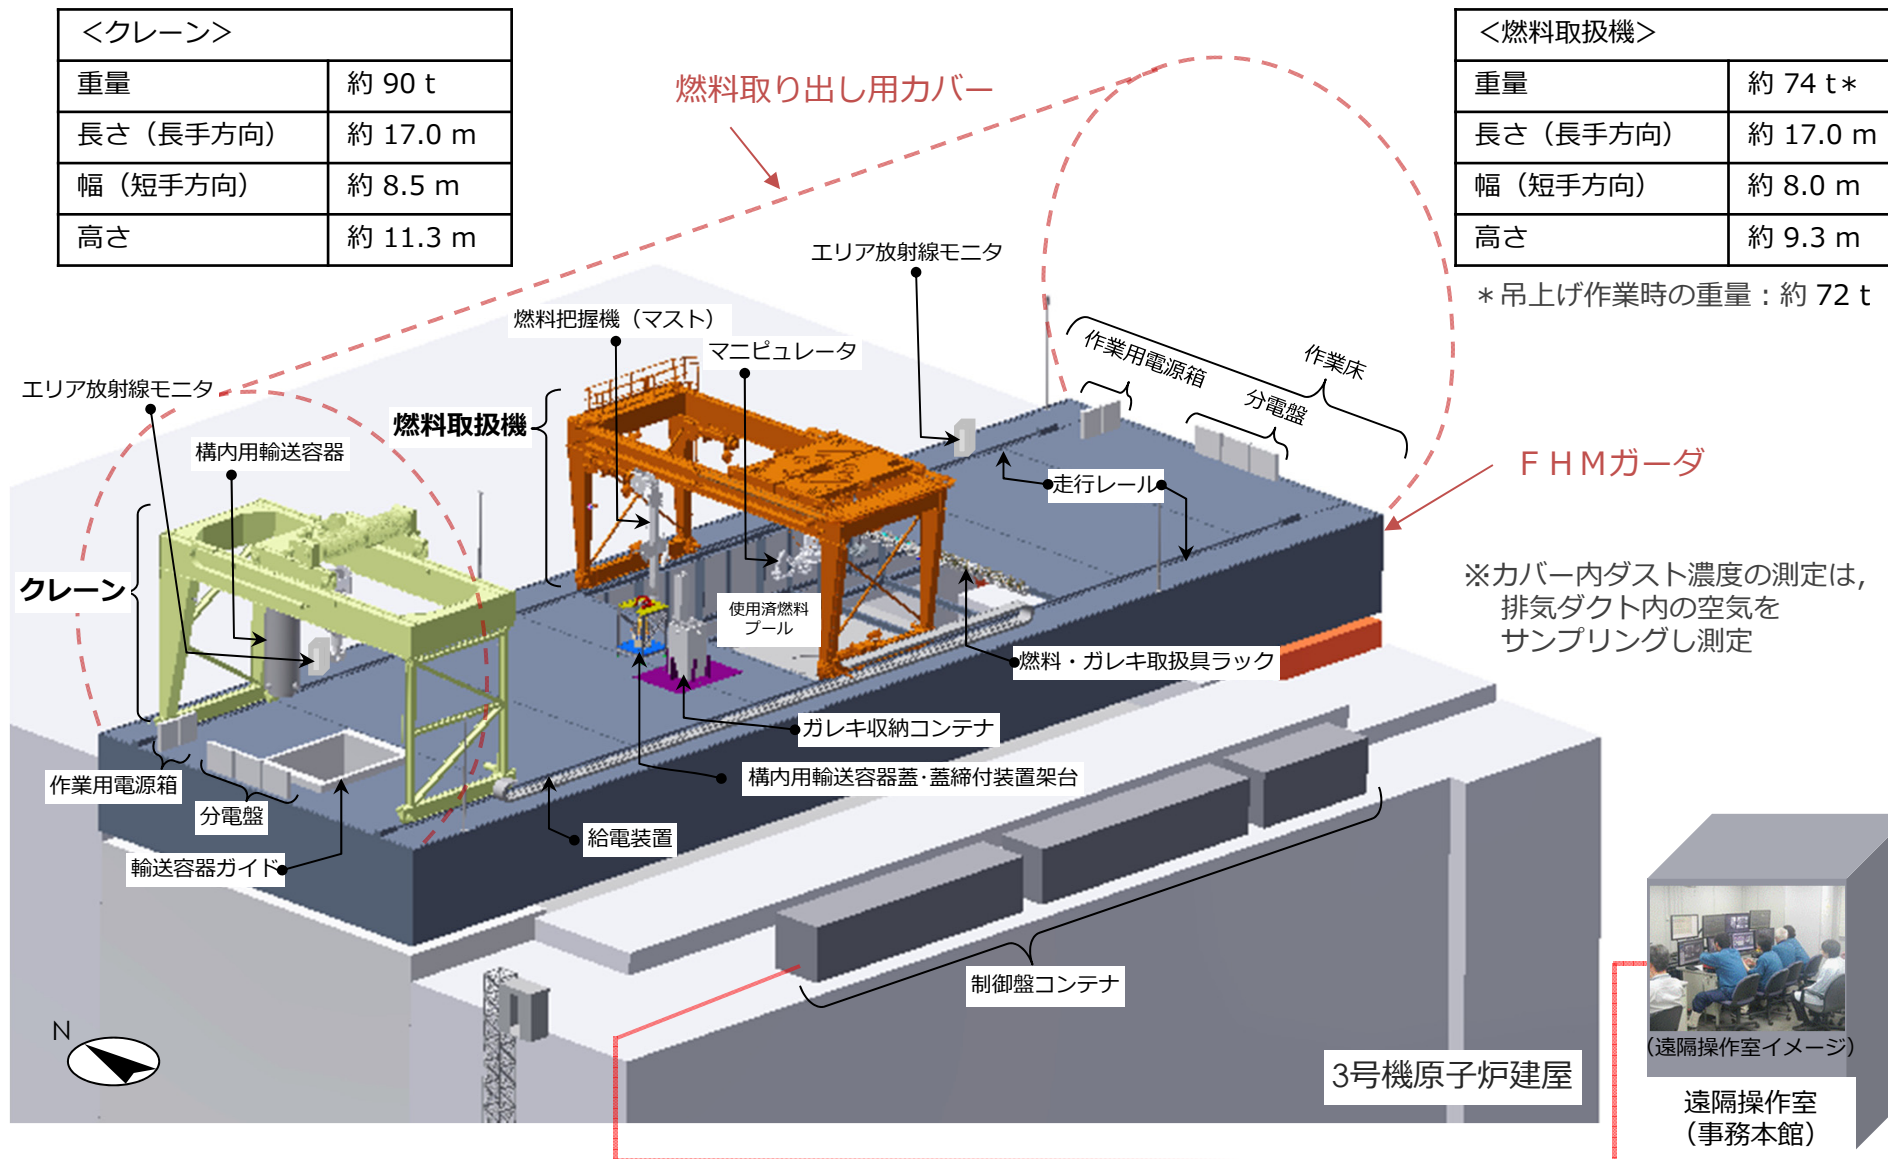 ＜クレーン＞
重量 約 90 t
長さ（長手方向） 約 17.0 m
幅（短手方向） 約 8.5 m
高さ 約 11.3 m
＜燃料取扱機＞
重量 約 74 t＊
長さ（長手方向） 約 17.0 m
幅（短手方向） 約 8.0 m
高さ 約 9.3 m
＊吊上げ作業時の重量：約 72 t
燃料取り出し用カバー
エリア放射線モニタ
燃料把握機（マスト）
マニピュレータ
作業用電源箱
作業床
分電盤
エリア放射線モニタ
燃料取扱機
構内用輸送容器
走行レール
ＦＨＭガーダ
クレーン
使用済燃料
プール
※カバー内ダスト濃度の測定は,
排気ダクト内の空気を
サンプリングし測定
燃料・ガレキ取扱具ラック
ガレキ収納コンテナ
構内用輸送容器蓋･蓋締付装置架台
作業用電源箱
分電盤
給電装置
輸送容器ガイド
制御盤コンテナ
N
3号機原子炉建屋
（遠隔操作室イメージ）
遠隔操作室
（事務本館）